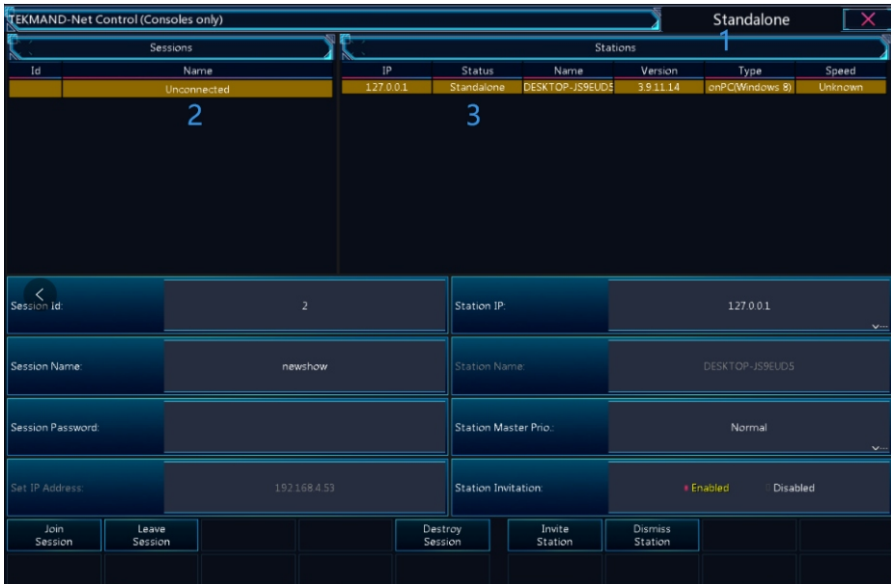 TEKMAND-Net Control (Consoles only) Standalone
1
Sessions Stations
Id Name IP Status Name Version Type Speed
Unconnected 127.0.0.1 Standalone DESKTOP-JS9EUDS 3.9.11.14 onPC(Windows 8) Unknown
2 3
Session Id: 2 Station IP: 127.0.0.1
Session Name: newshow Station Name: DESKTOP-JS9EUDS
Session Password: Station Master Prio.: Normal
Set IP Address: 192.168.4.53 Station Invitation: Enabled Disabled
Join Session Leave Session Destroy Session Invite Station Dismiss Station